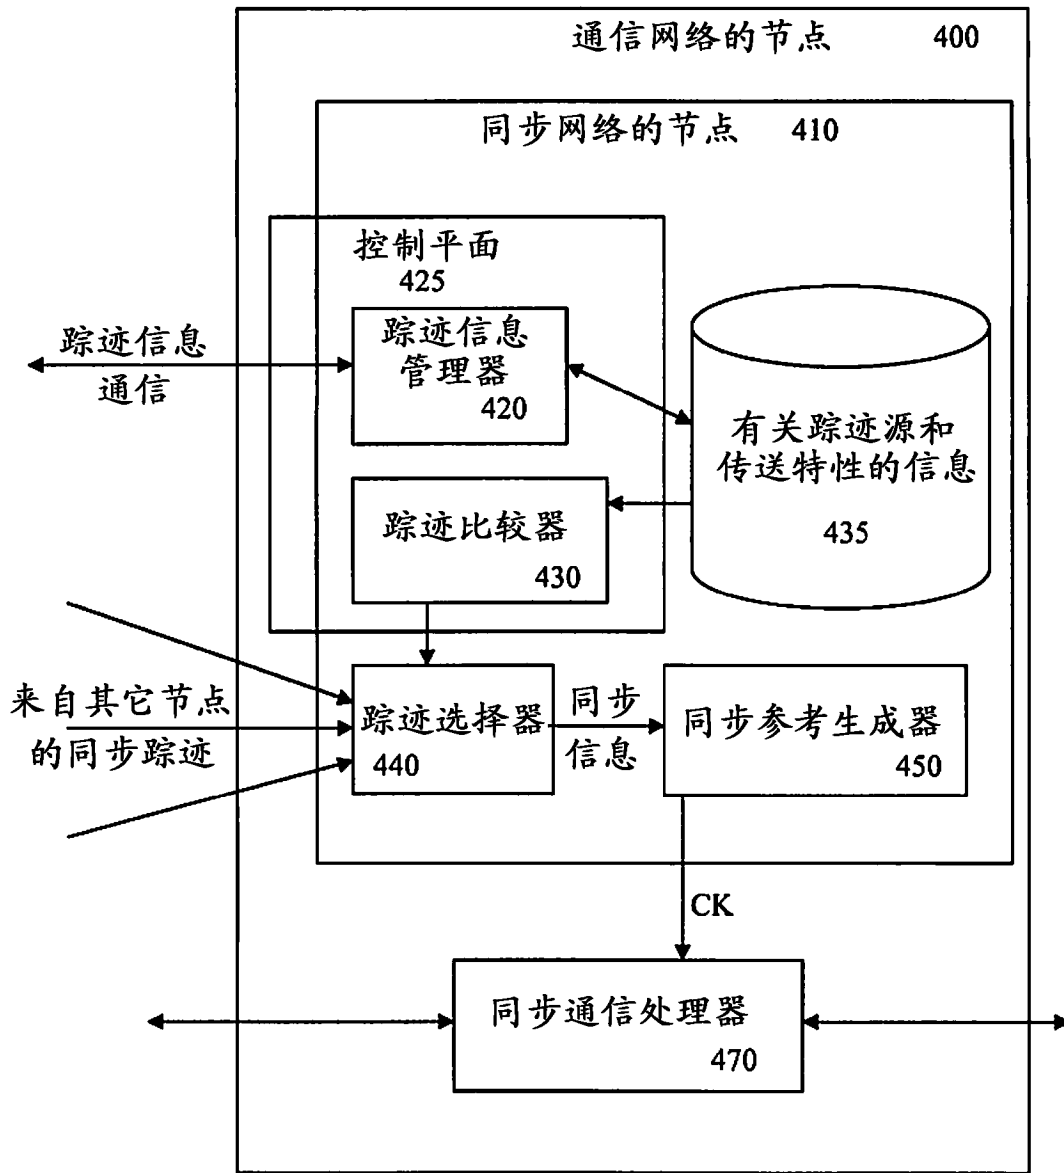 通信网络的节点 400
同步网络的节点 410
控制平面
425
踪迹信息
通信
踪迹信息
管理器
420
有关踪迹源和
传送特性的信息
435
踪迹比较器
430
来自其它节点
的同步踪迹
踪迹选择器
440
同步
信息
同步参考生成器
450
CK
同步通信处理器
470